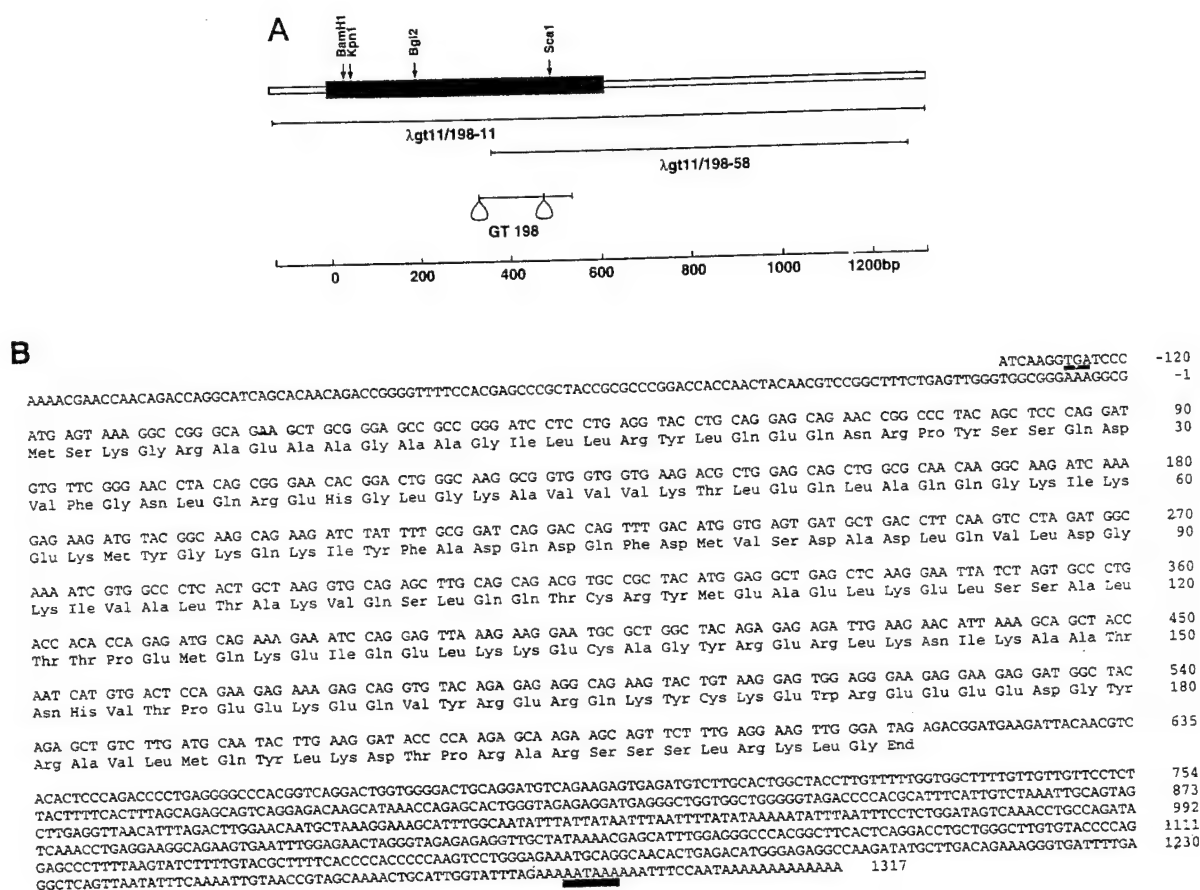 A
BamH1
Kpn1
Bgl2
Sca1
λgt11/198-11
λgt11/198-58
GT 198
0 200 400 600 800 1000 1200bp
B
ATCAAGGTGATCCC -120
AAAACGAACCAACAGACCAGGCATCAGCACAACAGACCGGGGTTTTCCACGAGCCCGCTACCGCGCCCGGACCACCAACTACAACGTCCGGCTTTCTGAGTTGGGTGGCGGGAAAGGCG -1
ATG AGT AAA GGC CGG GCA GAA GCT GCG GGA GCC GCC GGG ATC CTC CTG AGG TAC CTG CAG GAG CAG AAC CGG CCC TAC AGC TCC CAG GAT 90
Met Ser Lys Gly Arg Ala Glu Ala Ala Gly Ala Ala Gly Ile Leu Leu Arg Tyr Leu Gln Glu Gln Asn Arg Pro Tyr Ser Ser Gln Asp 30
GTG TTC GGG AAC CTA CAG CGG GAA CAC GGA CTG GGC AAG GCG GTG GTG GTG AAG ACG CTG GAG CAG CTG GCG CAA CAA GGC AAG ATC AAA 180
Val Phe Gly Asn Leu Gln Arg Glu His Gly Leu Gly Lys Ala Val Val Val Lys Thr Leu Glu Gln Leu Ala Gln Gln Gly Lys Ile Lys 60
GAG AAG ATG TAC GGC AAG CAG AAG ATC TAT TTT GCG GAT CAG GAC CAG TTT GAC ATG GTG AGT GAT GCT GAC CTT CAA GTC CTA GAT GGC 270
Glu Lys Met Tyr Gly Lys Gln Lys Ile Tyr Phe Ala Asp Gln Asp Gln Phe Asp Met Val Ser Asp Ala Asp Leu Gln Val Leu Asp Gly 90
AAA ATC GTG GCC CTC ACT GCT AAG GTG CAG AGC TTG CAG CAG ACG TGC CGC TAC ATG GAG GCT GAG CTC AAG GAA TTA TCT AGT GCC CTG 360
Lys Ile Val Ala Leu Thr Ala Lys Val Gln Ser Leu Gln Gln Thr Cys Arg Tyr Met Glu Ala Glu Leu Lys Glu Leu Ser Ser Ala Leu 120
ACC ACA CCA GAG ATG CAG AAA GAA ATC CAG GAG TTA AAG AAG GAA TGC GCT GGC TAC AGA GAG AGA TTG AAG AAC ATT AAA GCA GCT ACC 450
Thr Thr Pro Glu Met Gln Lys Glu Ile Gln Glu Leu Lys Lys Glu Cys Ala Gly Tyr Arg Glu Arg Leu Lys Asn Ile Lys Ala Ala Thr 150
AAT CAT GTG ACT CCA GAA GAG AAA GAG CAG GTG TAC AGA GAG AGG CAG AAG TAC TGT AAG GAG TGG AGG GAA GAG GAA GAG GAT GGC TAC 540
Asn His Val Thr Pro Glu Glu Lys Glu Gln Val Tyr Arg Glu Arg Gln Lys Tyr Cys Lys Glu Trp Arg Glu Glu Glu Glu Asp Gly Tyr 180
AGA GCT GTC TTG ATG CAA TAC TTG AAG GAT ACC CCC AGA GCA AGA AGC AGT TCT TTG AGG AAG TTG GGA TAG AGACGGATGAAGATTACAACGTC 635
Arg Ala Val Leu Met Gln Tyr Leu Lys Asp Thr Pro Arg Ala Arg Ser Ser Ser Leu Arg Lys Leu Gly End
ACACTCCCAGACCCCTGAGGGGCCCACGGTCAGGACTGGTGGGGACTGCAGGATGTCAGAAGAGTGAGATGTCTTGCACTGGCTACCTTGTTTTTGGTGGCTTTTGTTGTTGTTCCTCT 754
TACTTTTCACTTTAGCAGAGCAGTCAGGAGACAAGCATAAACCAGAGCACTGGGTAGAGAGGATGAGGGCTGGTGGCTGGGGGTAGACCCCACGCATTTCATTGTCTAAATTGCAGTAG 873
CTTGAGGTTAACATTTAGACTTGGAACAATGCTAAAGGAAAGCATTTGGCAATATTTATTATAATTTAATTTTATATAAAAATATTTAATTTCCTCTGGATAGTCAAACCTGCCAGATA 992
TCAAACCTGAGGAAGGCAGAAGTGAATTTGGAGAACTAGGGTAGAGAGAGGTTGCTATAAAACGAGCATTTGGAGGGCCCACGGCTTCACTCAGGACCTGCTGGGCTTGTGTACCCCAG 1111
GAGCCCTTTTAAGTATCTTTTGTACGCTTTTCACCCCACCCCCAAGTCCTGGGAGAAATGCAGGCAACACTGAGACATGGGAGAGGCCAAGATATGCTTGACAGAAAGGGTGATTTTGA 1230
GGCTCAGTTAATATTTCAAAATTGTAACCGTAGCAAAACTGCATTGGTATTTAGAAAAATAAAAATTTCCAATAAAAAAAAAAAAA 1317